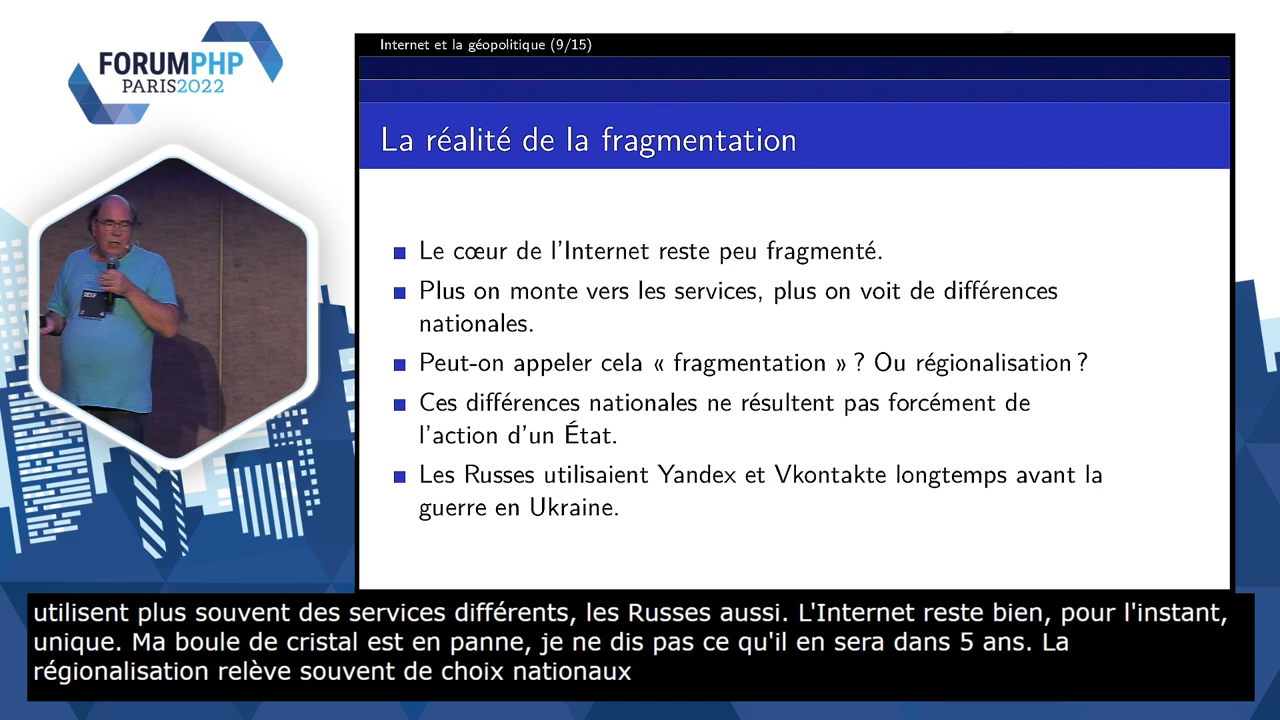 FORUMPHP
PARIS2022
Internet et la géopolitique (9/15)
La réalité de la fragmentation
Le cœur de l'Internet reste peu fragmenté.
Plus on monte vers les services, plus on voit de différences
nationales.
Peut-on appeler cela « fragmentation » ? Ou régionalisation ?
Ces différences nationales ne résultent pas forcément de
l'action d'un État.
Les Russes utilisaient Yandex et Vkontakte longtemps avant la
guerre en Ukraine.
utilisent plus souvent des services différents, les Russes aussi. L'Internet reste bien, pour l'instant,
unique. Ma boule de cristal est en panne, je ne dis pas ce qu'il en sera dans 5 ans. La
régionalisation relève souvent de choix nationaux